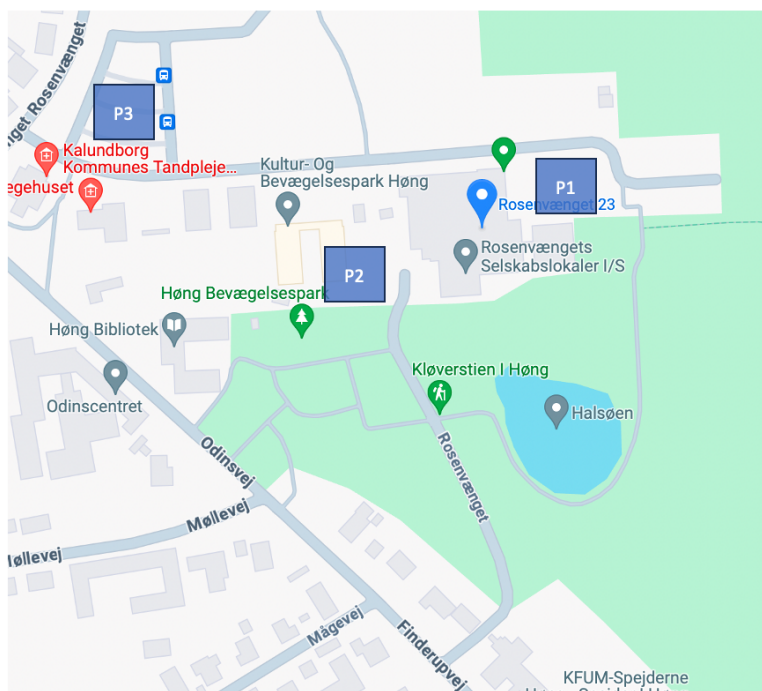 P3
nget Rosenvænget
Kalundborg
Kommunes Tandpleje...
egehuset
Kultur- Og
Bevægelsespark Høng
P1
Rosenvænget 23
Rosenvængets
Selskabslokaler I/S
P2
Høng Bevægelsespark
Høng Bibliotek
Kløverstien I Høng
Odinscentret
Halsøen
Odinsvej
Rosenvænget
Møllevej
Møllevej
Mågevej
Finderupvej
KFUM-Spejderne